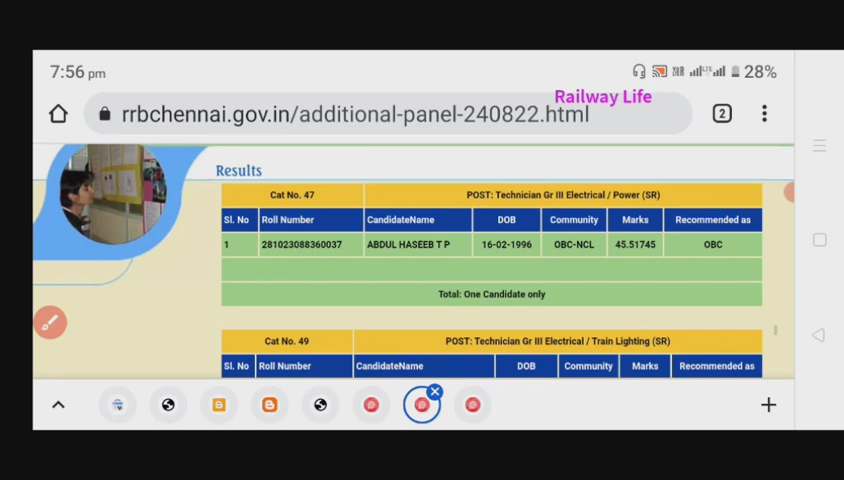 7:56 pm
28%
Railway Life
rrbchennai.gov.in/additional-panel-240822.html
2
Results
Cat No. 47 POST: Technician Gr III Electrical / Power (SR)
Sl. No Roll Number CandidateName DOB Community Marks Recommended as
1 281023088360037 ABDUL HASEEB T P 16-02-1996 OBC-NCL 45.51745 OBC
Total: One Candidate only
Cat No. 49 POST: Technician Gr III Electrical / Train Lighting (SR)
Sl. No Roll Number CandidateName DOB Community Marks Recommended as